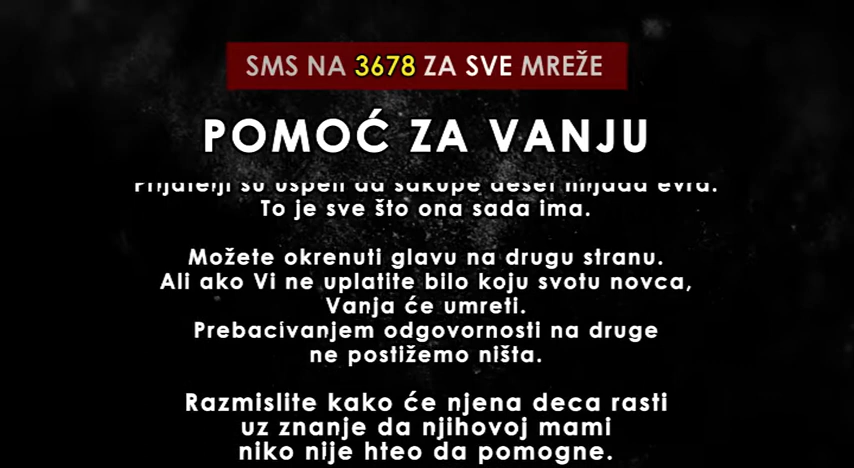 SMS NA 3678 ZA SVE MREŽE
POMOĆ ZA VANJU
Prijatelji su uspeli da sakupe deset hiljada evra.
To je sve što ona sada ima.
Možete okrenuti glavu na drugu stranu.
Ali ako Vi ne uplatite bilo koju svotu novca,
Vanja će umreti.
Prebacivanjem odgovornosti na druge
ne postižemo ništa.
Razmislite kako će njena deca rasti
uz znanje da njihovoj mami
niko nije hteo da pomogne.